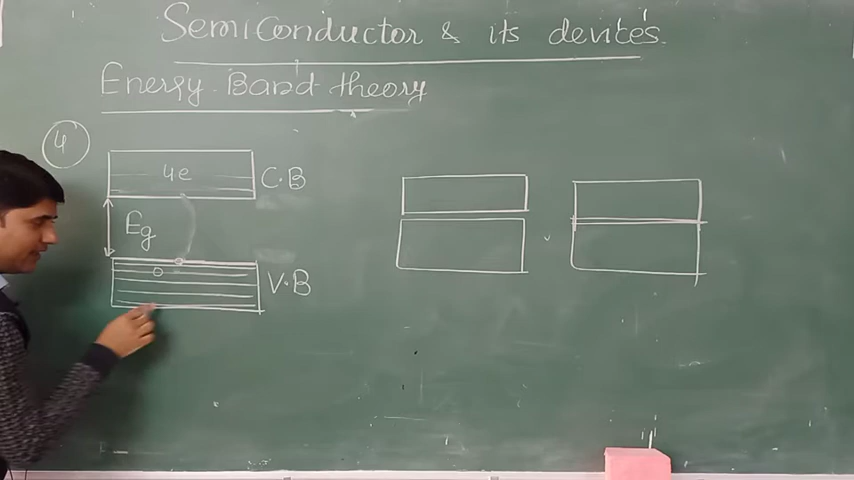 Semiconductor & its devices.
Energy Band theory
4
4e C·B
Eg
V·B